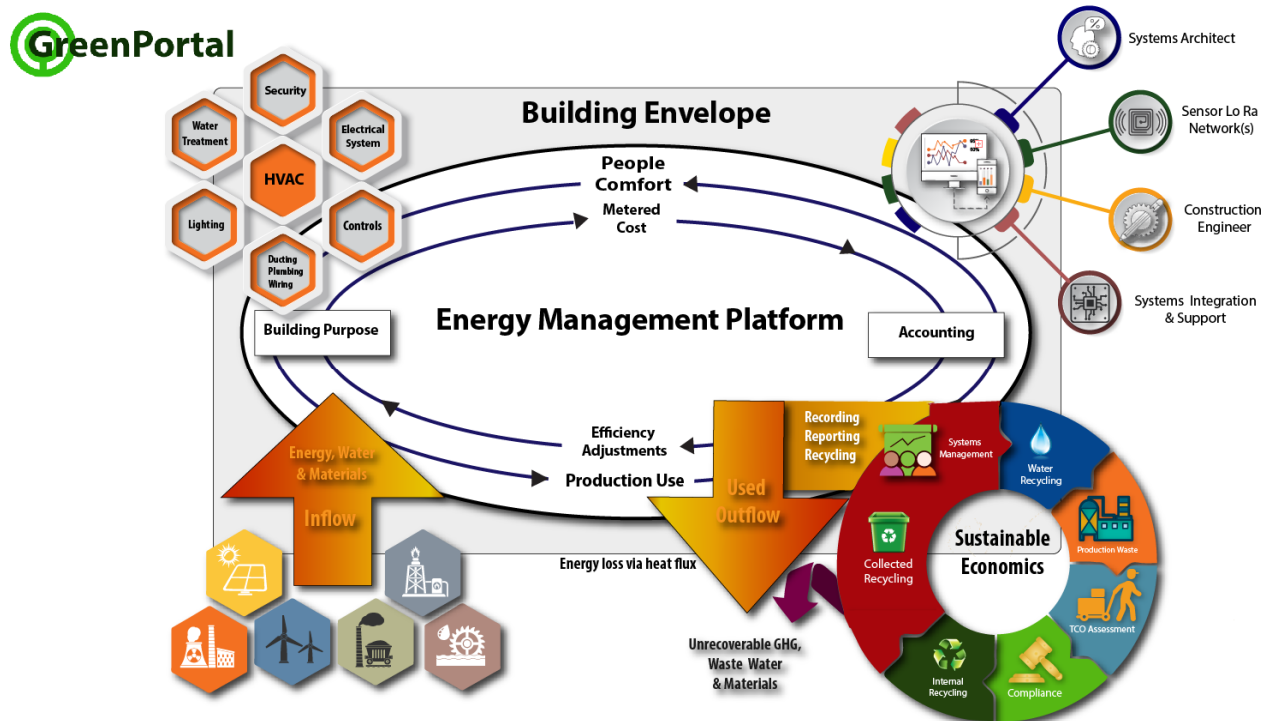 GreenPortal
Security
Water
Treatment
Electrical
System
HVAC
Lighting
Controls
Ducting
Plumbing
Wiring
Building Envelope
People
Comfort
Metered
Cost
Building Purpose
Energy Management Platform
Accounting
Efficiency
Adjustments
Production Use
Systems Architect
Sensor Lo Ra
Network(s)
Construction
Engineer
Systems Integration
& Support
Energy, Water
& Materials
Inflow
Used
Outflow
Recording
Reporting
Recycling
Energy loss via heat flux
Unrecoverable GHG,
Waste Water
& Materials
Systems
Management
Water
Recycling
Production Waste
TCO Assessment
Compliance
Internal
Recycling
Collected
Recycling
Sustainable
Economics